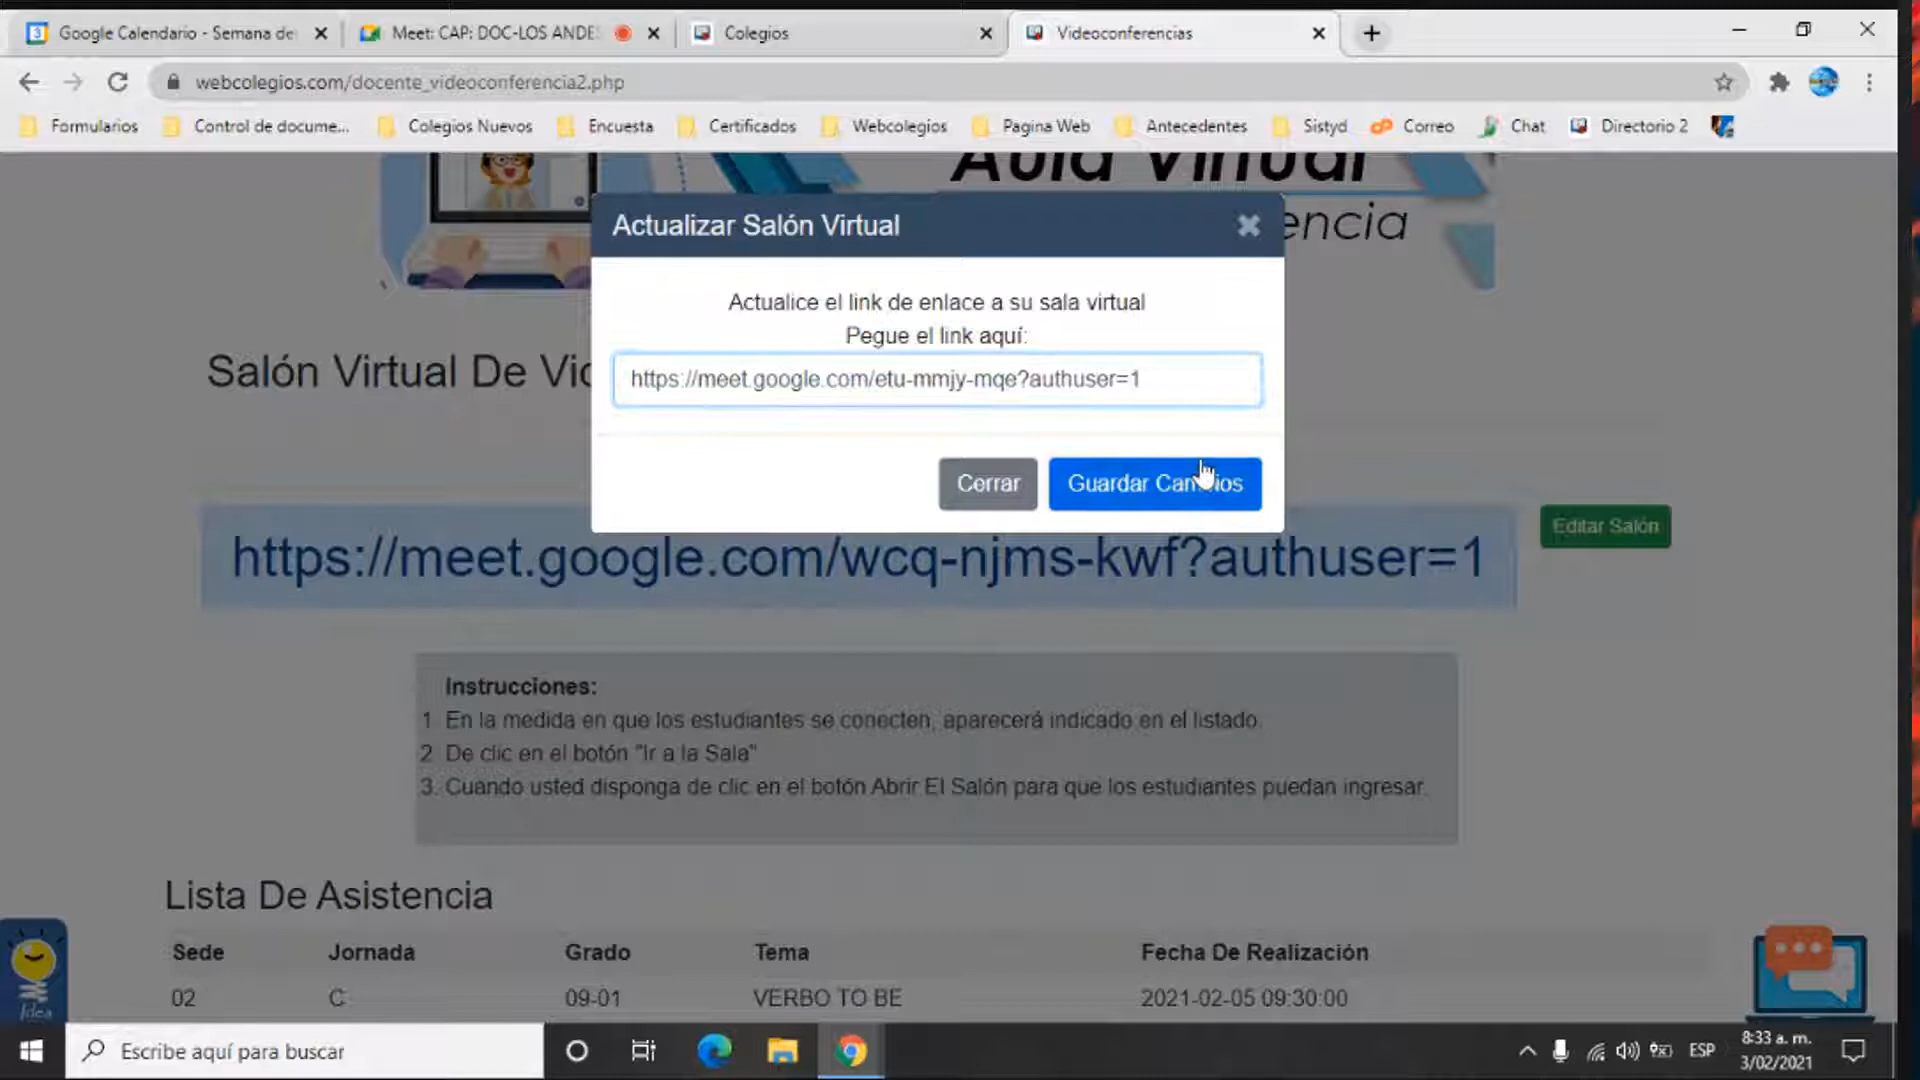 Google Calendario - Semana de
Meet: CAP: DOC-LOS ANDE
Colegios
Videoconferencias
webcolegios.com/docente_videoconferencia2.php
Formularios
Control de docume...
Colegios Nuevos
Encuesta
Certificados
Webcolegios
Pagina Web
Antecedentes
Sistyd
Correo
Chat
Directorio 2
Aula Virtual
encia
Actualizar Salón Virtual
Actualice el link de enlace a su sala virtual
Pegue el link aquí:
https://meet.google.com/etu-mmjy-mqe?authuser=1
Cerrar
Guardar Cambios
Salón Virtual De Vid
https://meet.google.com/wcq-njms-kwf?authuser=1
Editar Salón
Instrucciones:
1. En la medida en que los estudiantes se conecten, aparecerá indicado en el listado.
2. De clic en el botón "Ir a la Sala"
3. Cuando usted disponga de clic en el botón Abrir El Salón para que los estudiantes puedan ingresar.
Lista De Asistencia
Sede Jornada Grado Tema Fecha De Realización
02 C 09-01 VERBO TO BE 2021-02-05 09:30:00
Idea
Escribe aquí para buscar
ESP
8:33 a. m.
3/02/2021